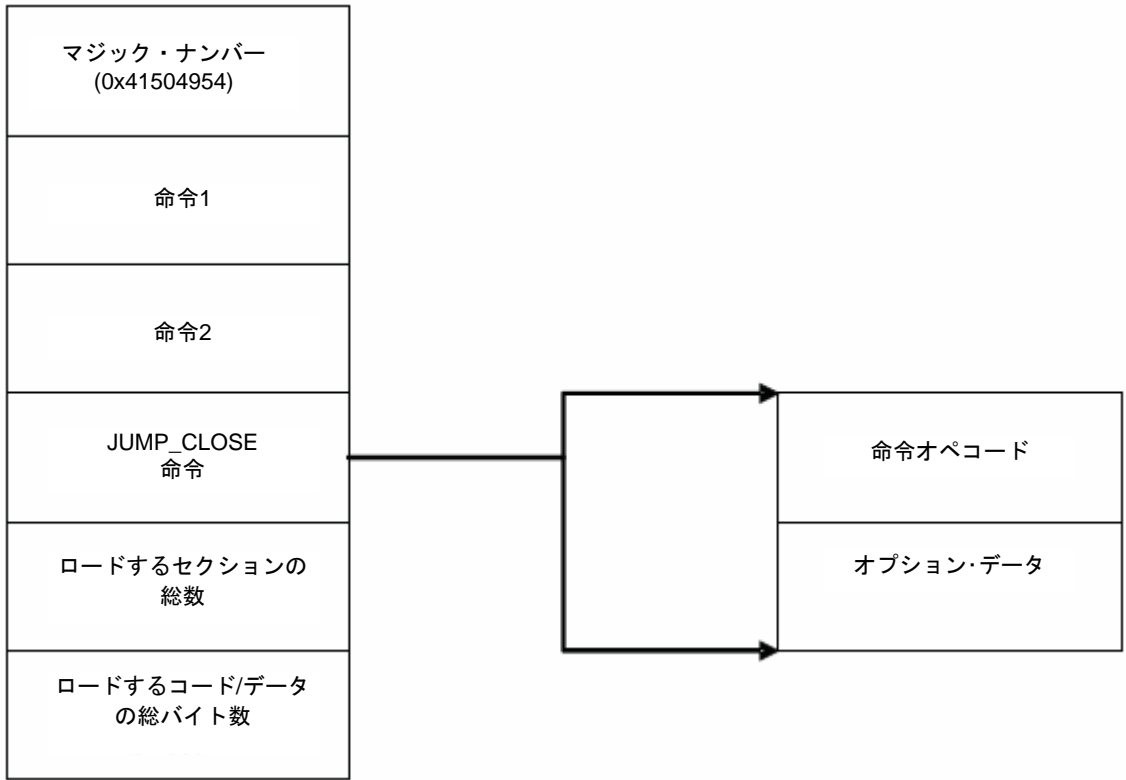 マジック・ナンバー
(0x41504954)
命令1
命令2
JUMP_CLOSE
命令
ロードするセクションの
総数
ロードするコード/データ
の総バイト数
命令オペコード
オプション・データ